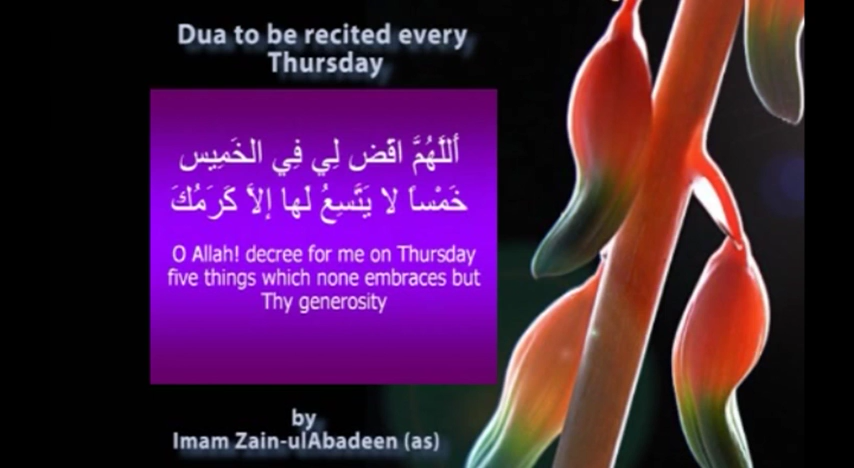 Dua to be recited every
Thursday
أَللَّهُمَّ اقْضِ لِي فِي الخَمِيسِ
خَمْساً لا يَتَّسِعُ لَها إلاَّ كَرَمُكَ
O Allah! decree for me on Thursday
five things which none embraces but
Thy generosity
by
Imam Zain-ulAbadeen (as)